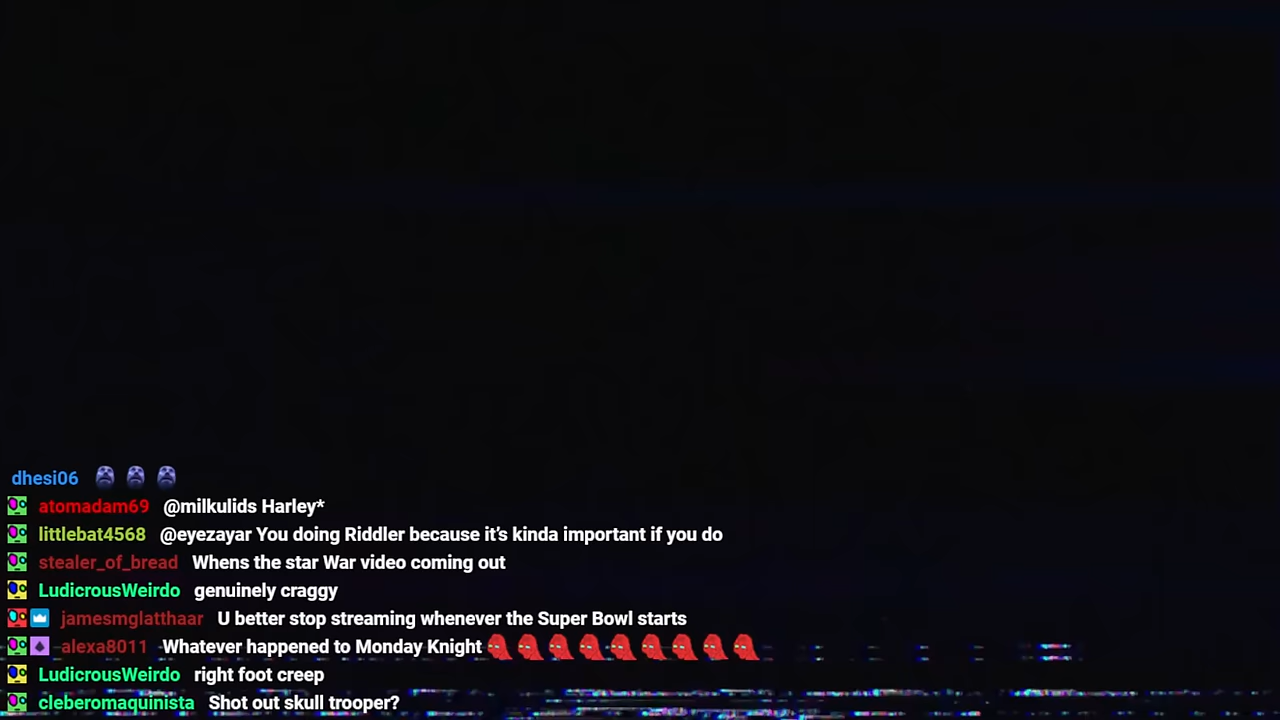 dhesi06
atomadam69 @milkulids Harley*
littlebat4568 @eyezayar You doing Riddler because it’s kinda important if you do
stealer_of_bread Whens the star War video coming out
LudicrousWeirdo genuinely craggy
jamesmglatthaar U better stop streaming whenever the Super Bowl starts
-alexa8011 Whatever happened to Monday Knight
LudicrousWeirdo right foot creep
cleberomaquinista Shot out skull trooper?